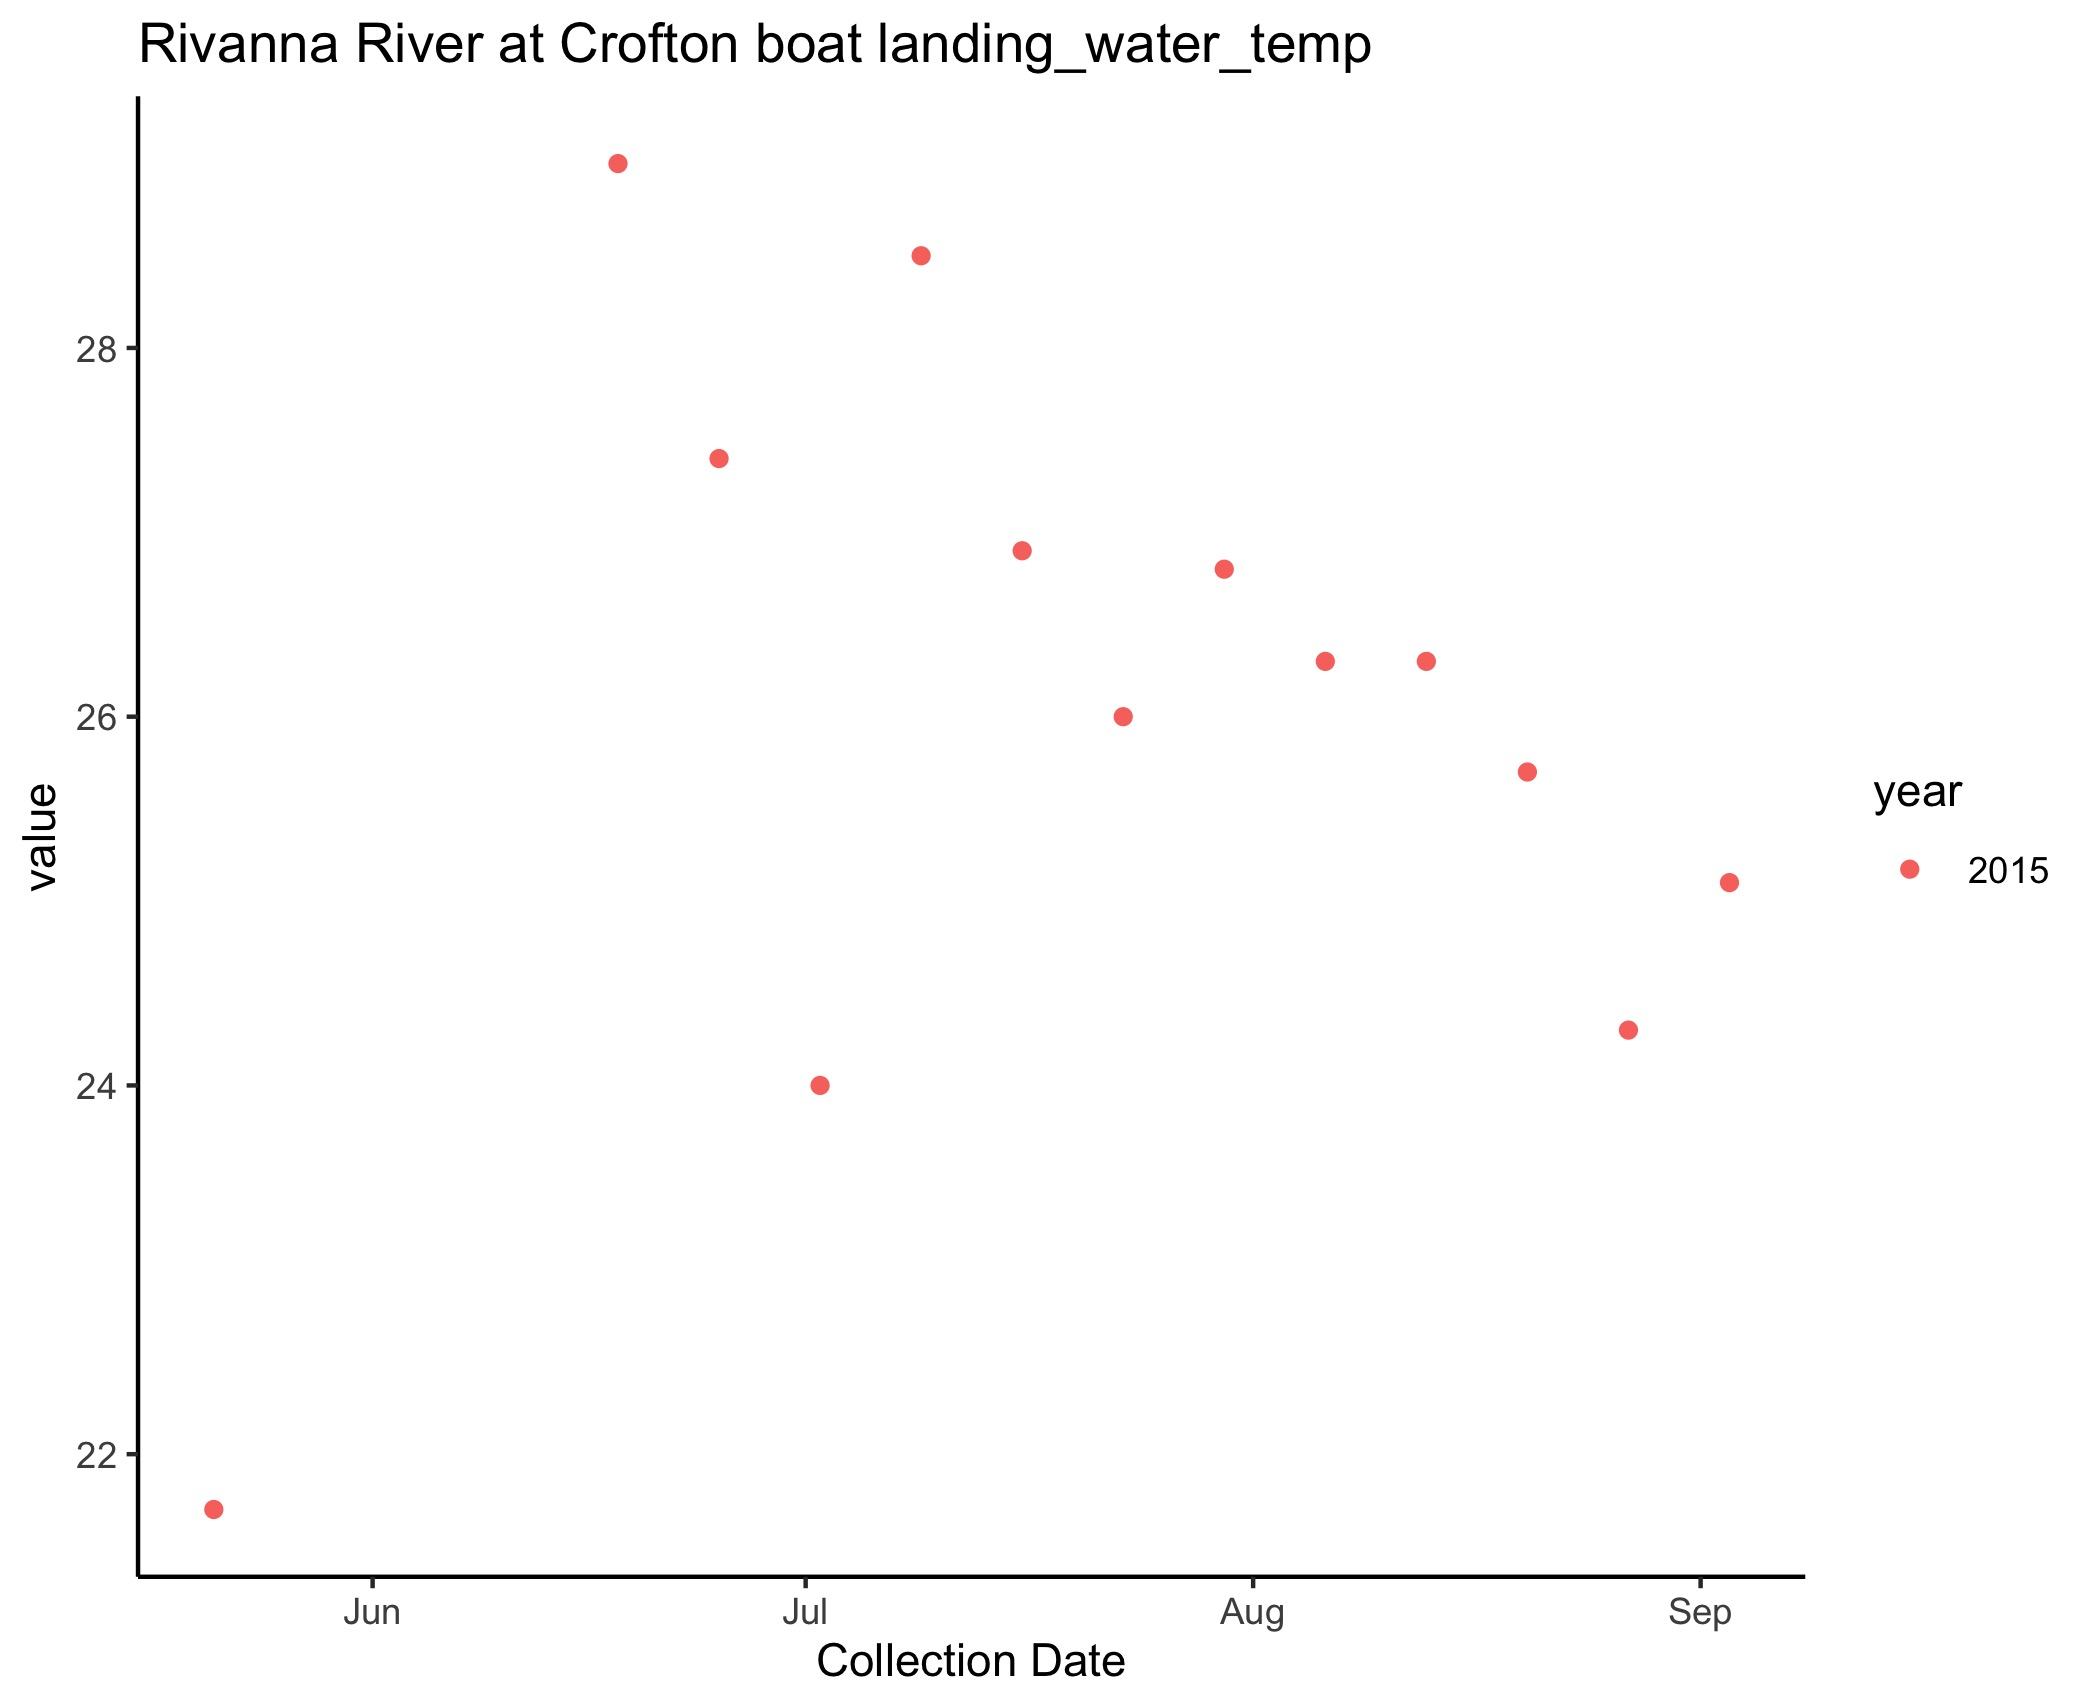 Rivanna River at Crofton boat landing_water_temp
28
26
24
22
value
Jun Jul Aug Sep
Collection Date
year
2015